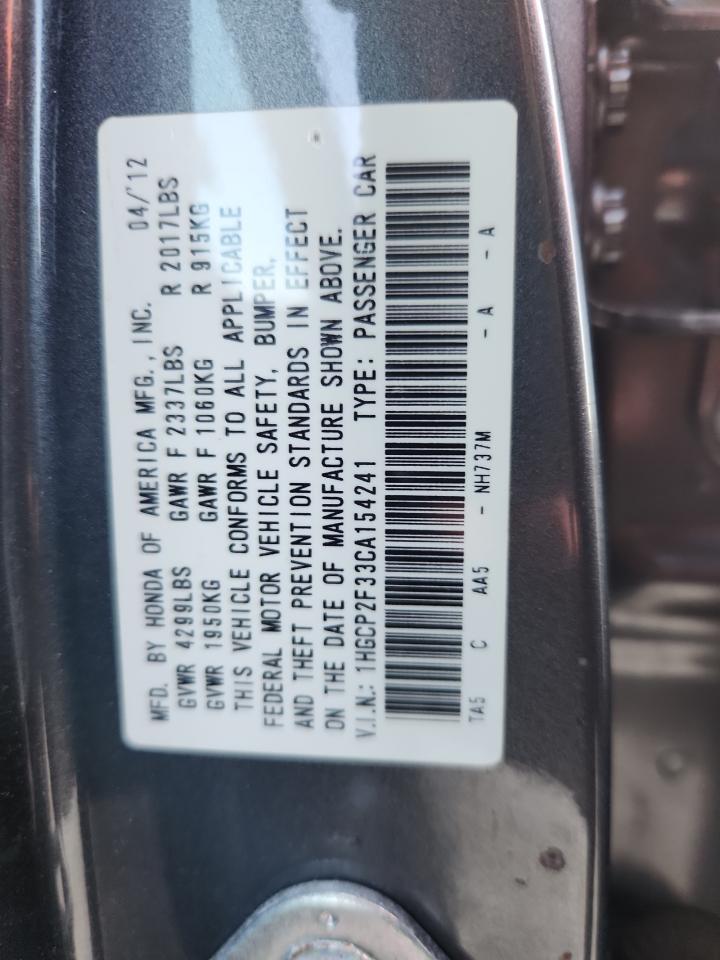 MFD. BY HONDA OF AMERICA MFG., INC. 04/'12
GVWR 4299LBS GAWR F 2337LBS R 2017LBS
GVWR 1950KG GAWR F 1060KG R 915KG
THIS VEHICLE CONFORMS TO ALL APPLICABLE
FEDERAL MOTOR VEHICLE SAFETY, BUMPER,
AND THEFT PREVENTION STANDARDS IN EFFECT
ON THE DATE OF MANUFACTURE SHOWN ABOVE.
V.I.N.: 1HGCP2F33CA154241 TYPE: PASSENGER CAR
TA5 C AA5 - NH737M - A - A